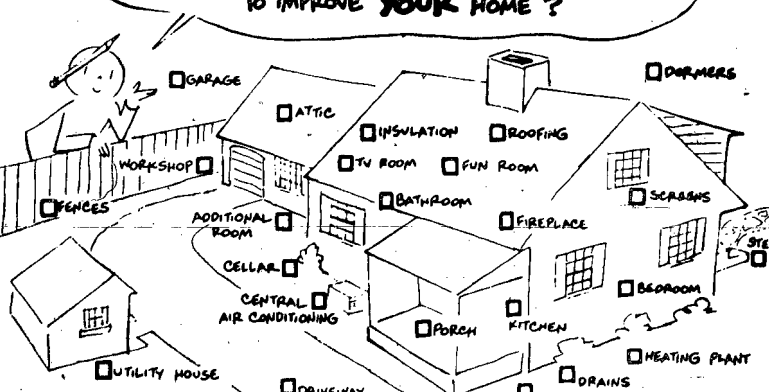 TO IMPROVE YOUR HOME?
GARAGE
DORMERS
ATTIC
INSULATION
ROOFING
WORKSHOP
TV ROOM
FUN ROOM
FENCES
BATHROOM
SCREENS
ADDITIONAL
ROOM
FIREPLACE
CELLAR
CENTRAL
AIR CONDITIONING
BEDROOM
PORCH
KITCHEN
UTILITY HOUSE
HEATING PLANT
DRAINS
DRIVEWAY